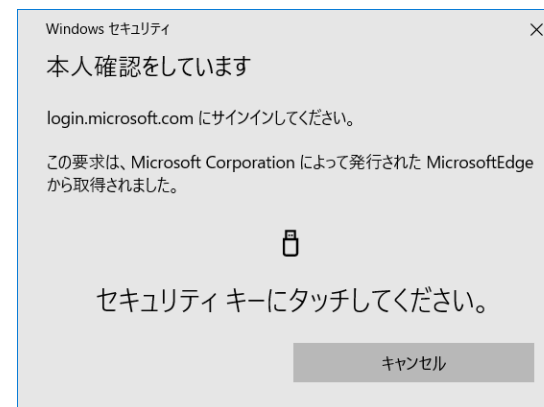 Windows セキュリティ
本人確認をしています
login.microsoft.com にサインインしてください。
この要求は、Microsoft Corporation によって発行された MicrosoftEdge
から取得されました。
セキュリティ キーにタッチしてください。
キャンセル